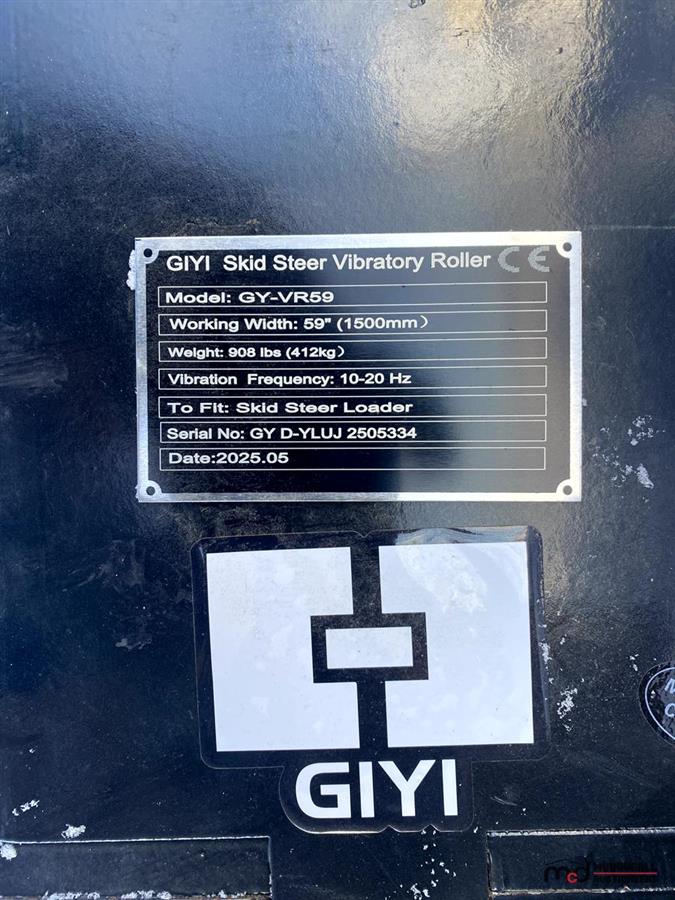 GIYI Skid Steer Vibratory Roller CE
Model: GY-VR59
Working Width: 59" (1500mm）
Weight: 908 lbs (412kg）
Vibration Frequency: 10-20 Hz
To Fit: Skid Steer Loader
Serial No: GY D-YLUJ 2505334
Date:2025.05
GIYI
mcd